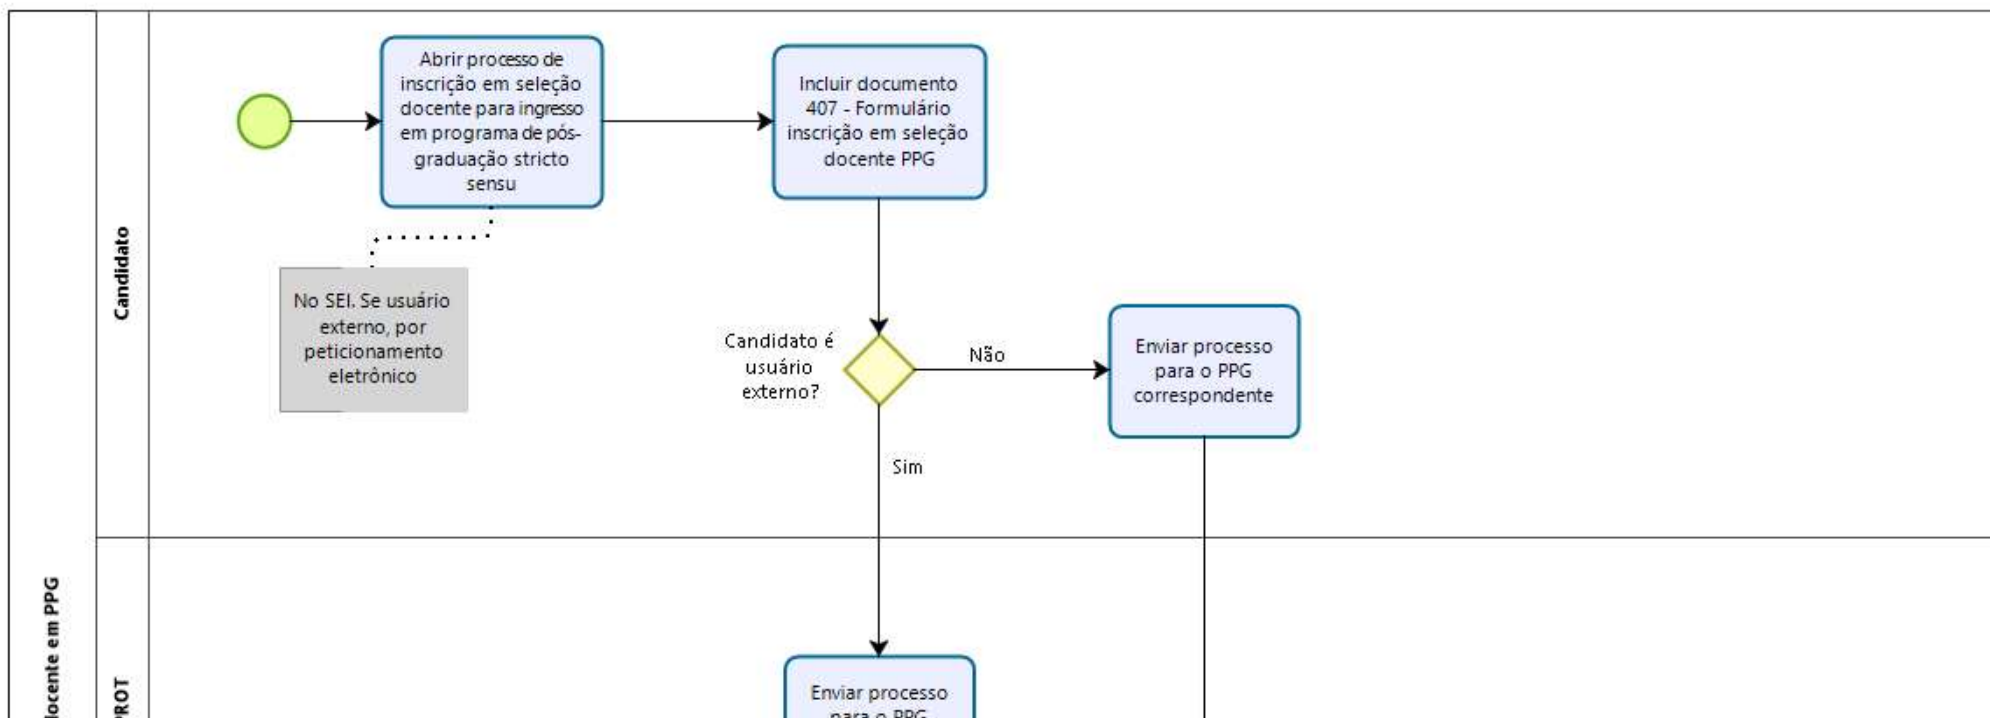 Abrir processo de
inscrição em seleção
docente para ingresso
em programa de pós-
graduação stricto
sensu
Incluir documento
407 - Formulário
inscrição em seleção
docente PPG
Candidato
No SEI. Se usuário
externo, por
peticionamento
eletrônico
Candidato é
usuário
externo?
Não
Enviar processo
para o PPG
correspondente
Sim
docente em PPG
PROT
Enviar processo
para o PPG